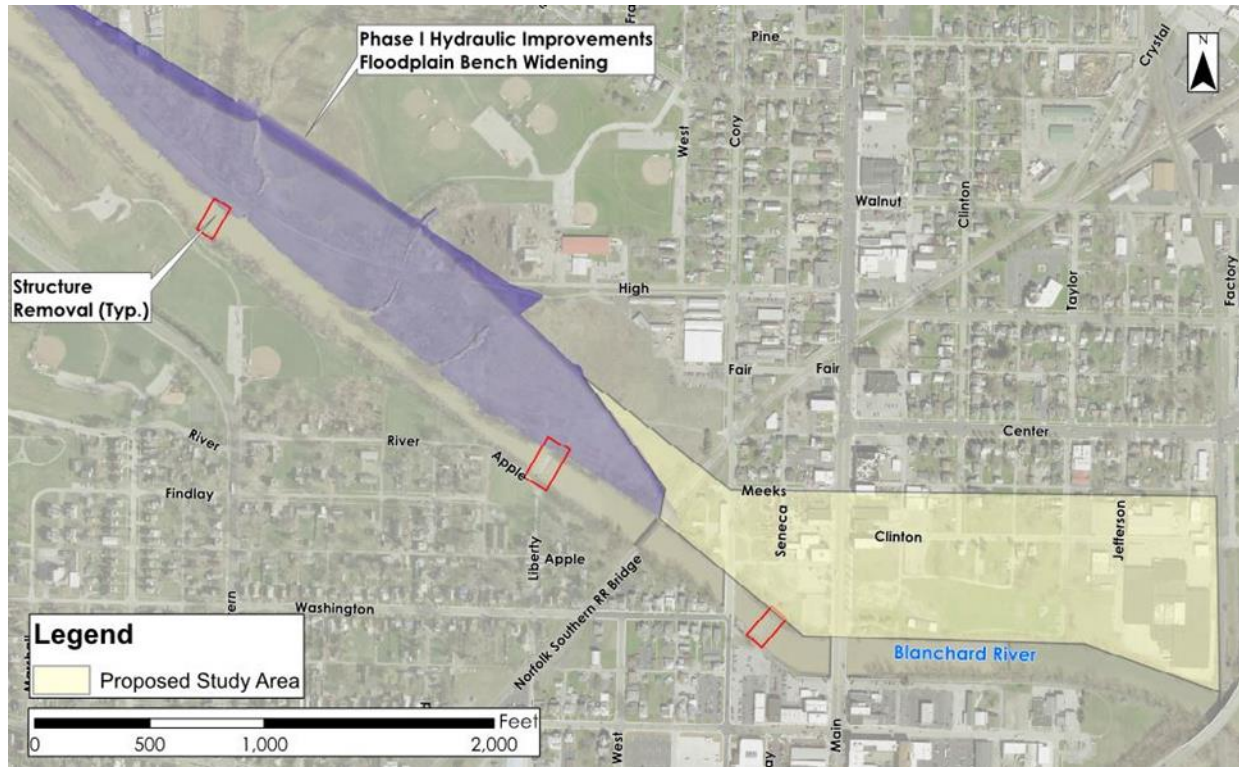 Phase I Hydraulic Improvements
Floodplain Bench Widening
Pine
Crystal
N
West
Cory
Walnut
Clinton
Structure
Removal (Typ.)
High
Taylor
Factory
Fair
Fair
River
River
Apple
Center
Findlay
Meeks
Seneca
Clinton
Jefferson
Liberty
Apple
Norfolk Southern RR Bridge
Washington
Blanchard River
Legend
Proposed Study Area
Feet
0 500 1,000 2,000
West
Main